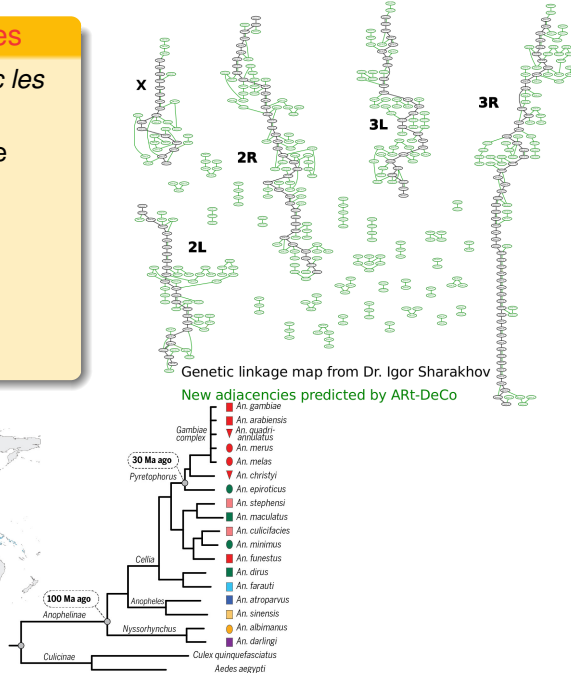 es
c les
e
X
2R
3L
3R
2L
Genetic linkage map from Dr. Igor Sharakhov
New adjacencies predicted by ARt-DeCo
Gambiae
complex
An. gambiae
An. arabiensis
An. quadri-
annulatus
An. merus
An. melas
30 Ma ago
Pyretophorus
An. christyi
An. epiroticus
An. stephensi
An. maculatus
An. culicifacies
An. minimus
An. funestus
Cellia
An. dirus
An. farauti
100 Ma ago
Anopheles
An. atroparvus
Anophelinae
An. sinensis
Nyssorhynchus
An. albimanus
An. darlingi
Culicinae
Culex quinquefasciatus
Aedes aegypti